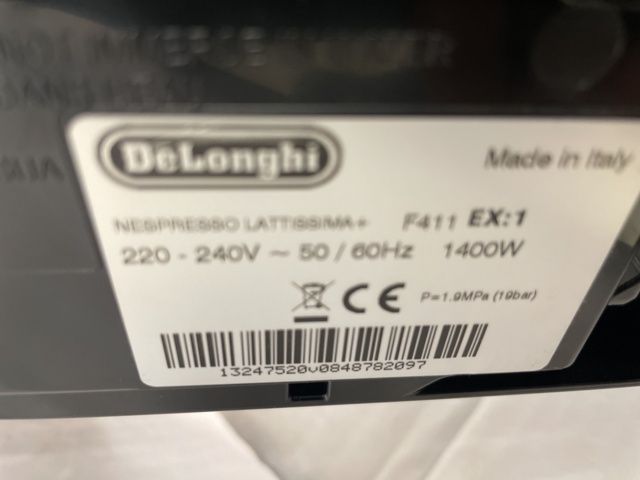 DeLonghi
Made in Italy
NESPRESSO LATTISSIMA+ F411 EX:1
220 - 240V ~ 50 / 60Hz 1400W
CE P=1.9MPa (19bar)
13247520v0848782097